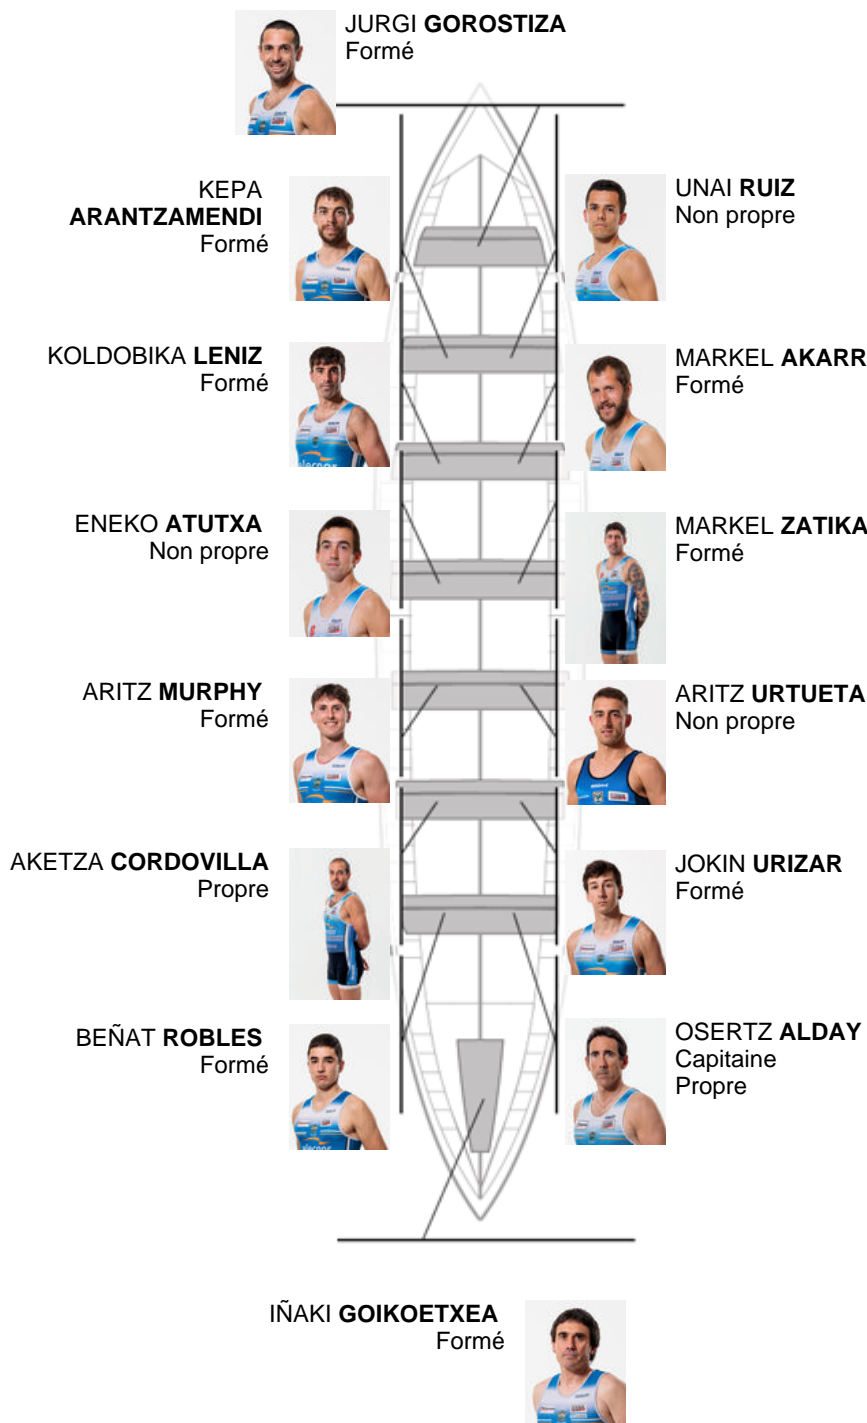 JURGI GOROSTIZA
Formé
KEPA
ARANTZAMENDI
Formé
UNAI RUIZ
Non propre
KOLDOBIKA LENIZ
Formé
MARKEL AKARR
Formé
ENEKO ATUTXA
Non propre
MARKEL ZATIKA
Formé
ARITZ MURPHY
Formé
ARITZ URTUETA
Non propre
AKETZA CORDOVILLA
Propre
JOKIN URIZAR
Formé
BEÑAT ROBLES
Formé
OSERTZ ALDAY
Capitaine
Propre
IÑAKI GOIKOETXEA
Formé